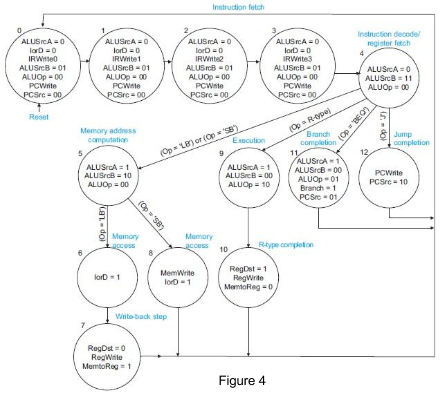 Instruction fetch
0
ALUSrcA = 0
IorD = 0
IRWrite0
ALUSrcB = 01
ALUOp = 00
PCWrite
PCSrc = 00
1
ALUSrcA = 0
IorD = 0
IRWrite1
ALUSrcB = 01
ALUOp = 00
PCWrite
PCSrc = 00
2
ALUSrcA = 0
IorD = 0
IRWrite2
ALUSrcB = 01
ALUOp = 00
PCWrite
PCSrc = 00
3
ALUSrcA = 0
IorD = 0
IRWrite3
ALUSrcB = 01
ALUOp = 00
PCWrite
PCSrc = 00
Instruction decode/
register fetch
4
ALUSrcA = 0
ALUSrcB = 11
ALUOp = 00
Reset
(Op = 'LB') or (Op = 'SB')
(Op = R-type)
(Op = 'BEQ')
(Op = 'J')
Memory address
computation
5
ALUSrcA = 1
ALUSrcB = 10
ALUOp = 00
Execution
9
ALUSrcA = 1
ALUSrcB = 00
ALUOp = 10
Branch
completion
11
ALUSrcA = 1
ALUSrcB = 00
ALUOp = 01
Branch = 1
PCSrc = 01
Jump
completion
12
PCWrite
PCSrc = 10
(Op = 'LB')
(Op = 'SB')
Memory
access
6
IorD = 1
Memory
access
8
MemWrite
IorD = 1
10
R-type completion
RegDst = 1
RegWrite
MemtoReg = 0
Write-back step
7
RegDst = 0
RegWrite
MemtoReg = 1
Figure 4